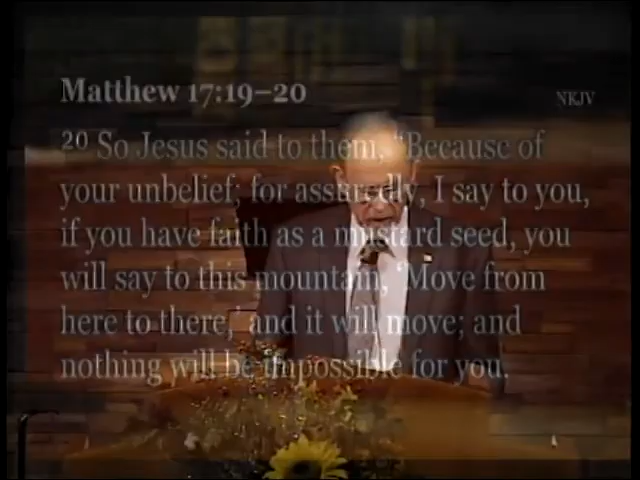 Matthew 17:19–20
NKJV
20 So Jesus said to them, “Because of
your unbelief; for assuredly, I say to you,
if you have faith as a mustard seed, you
will say to this mountain, ‘Move from
here to there,’ and it will move; and
nothing will be impossible for you.